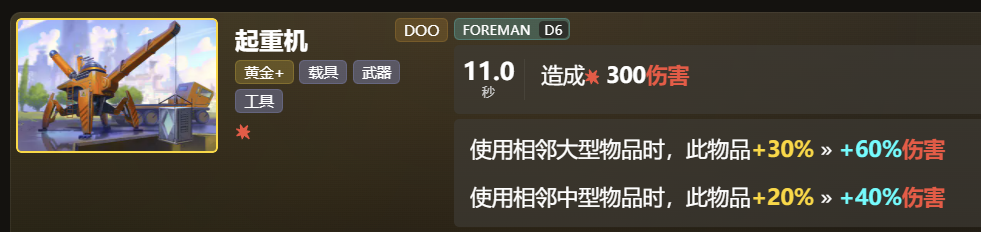 起重机
DOO
黄金+ 载具 武器
工具
FOREMAN D6
11.0
秒
造成 300伤害
使用相邻大型物品时，此物品+30% » +60%伤害
使用相邻中型物品时，此物品+20% » +40%伤害